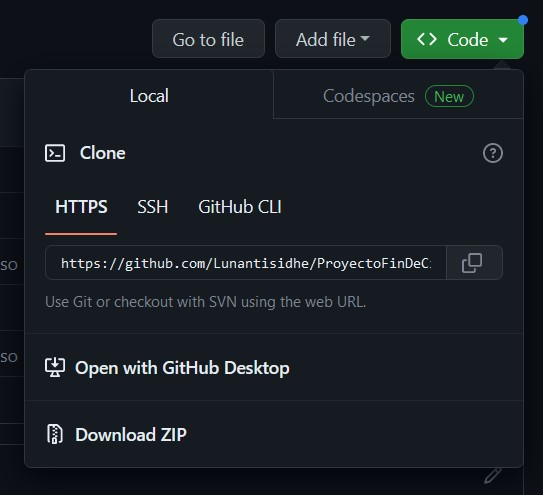 Go to file
Add file
<> Code
Local
Codespaces New
Clone
HTTPS SSH GitHub CLI
so
https://github.com/Lunantisidhe/ProyectoFinDeC
Use Git or checkout with SVN using the web URL.
so
Open with GitHub Desktop
Download ZIP